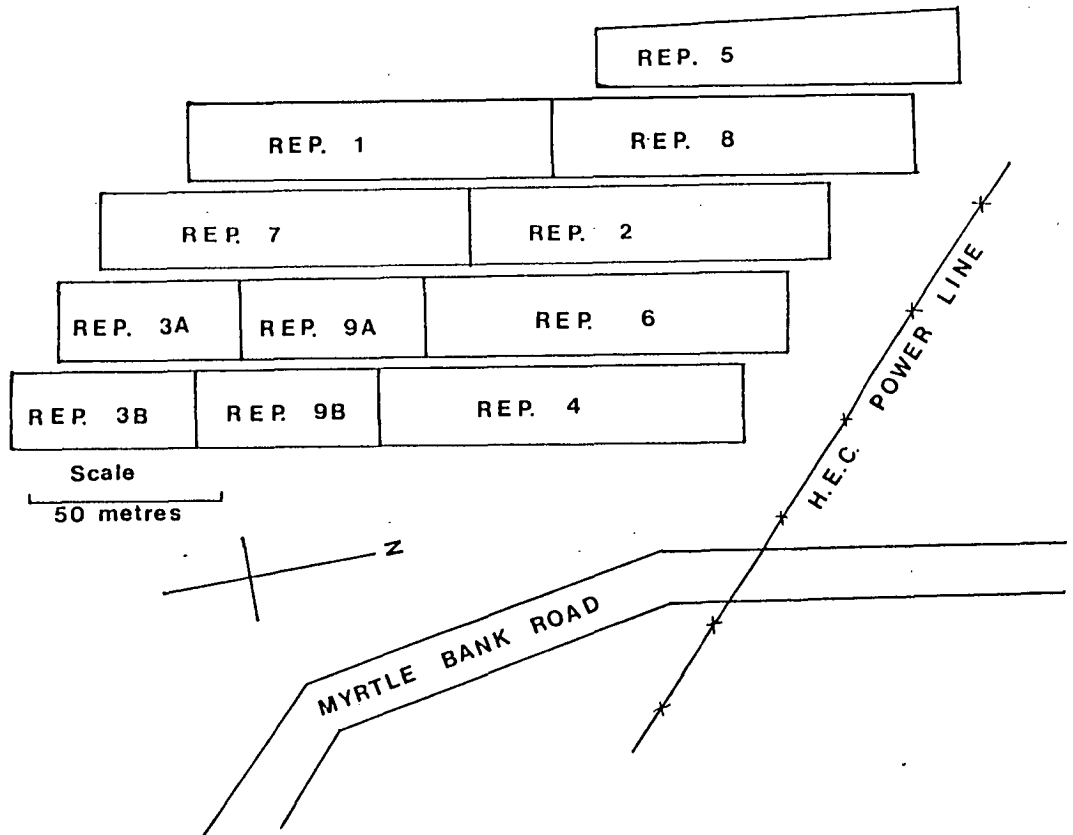 REP. 5
REP. 1
REP. 8
REP. 7
REP. 2
REP. 3A
REP. 9A
REP. 6
REP. 3B
REP. 9B
REP. 4
Scale
50 metres
N
H.E.C. POWER LINE
MYRTLE BANK ROAD